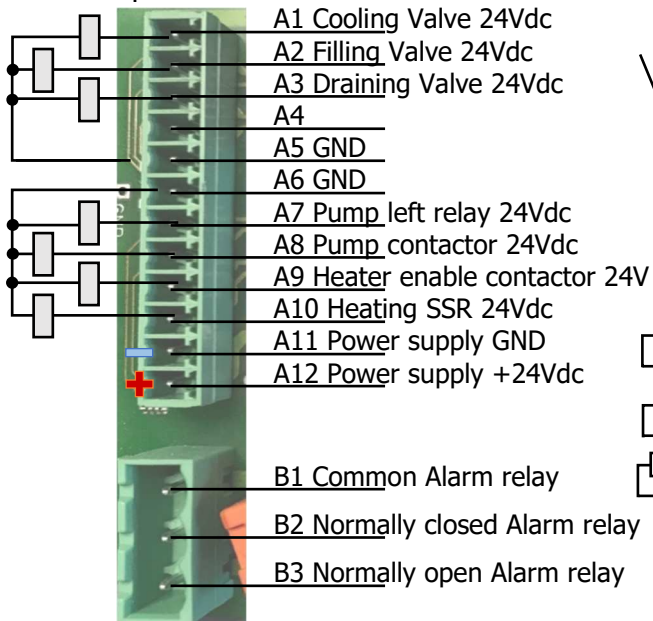 A1 Cooling Valve 24Vdc
A2 Filling Valve 24Vdc
A3 Draining Valve 24Vdc
A4
A5 GND
A6 GND
A7 Pump left relay 24Vdc
A8 Pump contactor 24Vdc
A9 Heater enable contactor 24V
A10 Heating SSR 24Vdc
A11 Power supply GND
A12 Power supply +24Vdc
B1 Common Alarm relay
B2 Normally closed Alarm relay
B3 Normally open Alarm relay